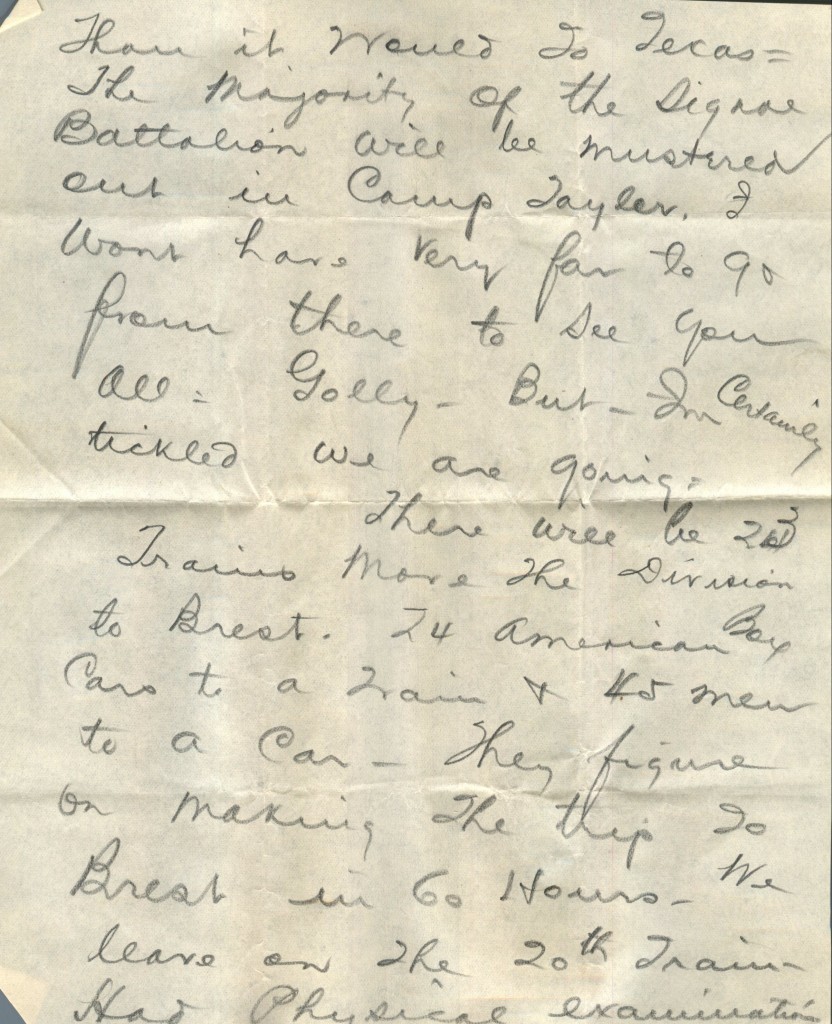 Than it Would to Texas =
The Majority of the Signal
Battalion will be mustered
out in Camp Tayler. I
Wont have very far to go
from there to See you
All = Golly - But - Im Certainly
tickled we are going =
There will be
Trains Move the Division
to Brest. 24 American Box
Cars to a Train & 45 men
to a Car - They figure
on Making The trip To
Brest in 60 Hours - We
leave on The 20th Train -
Had Physical examination